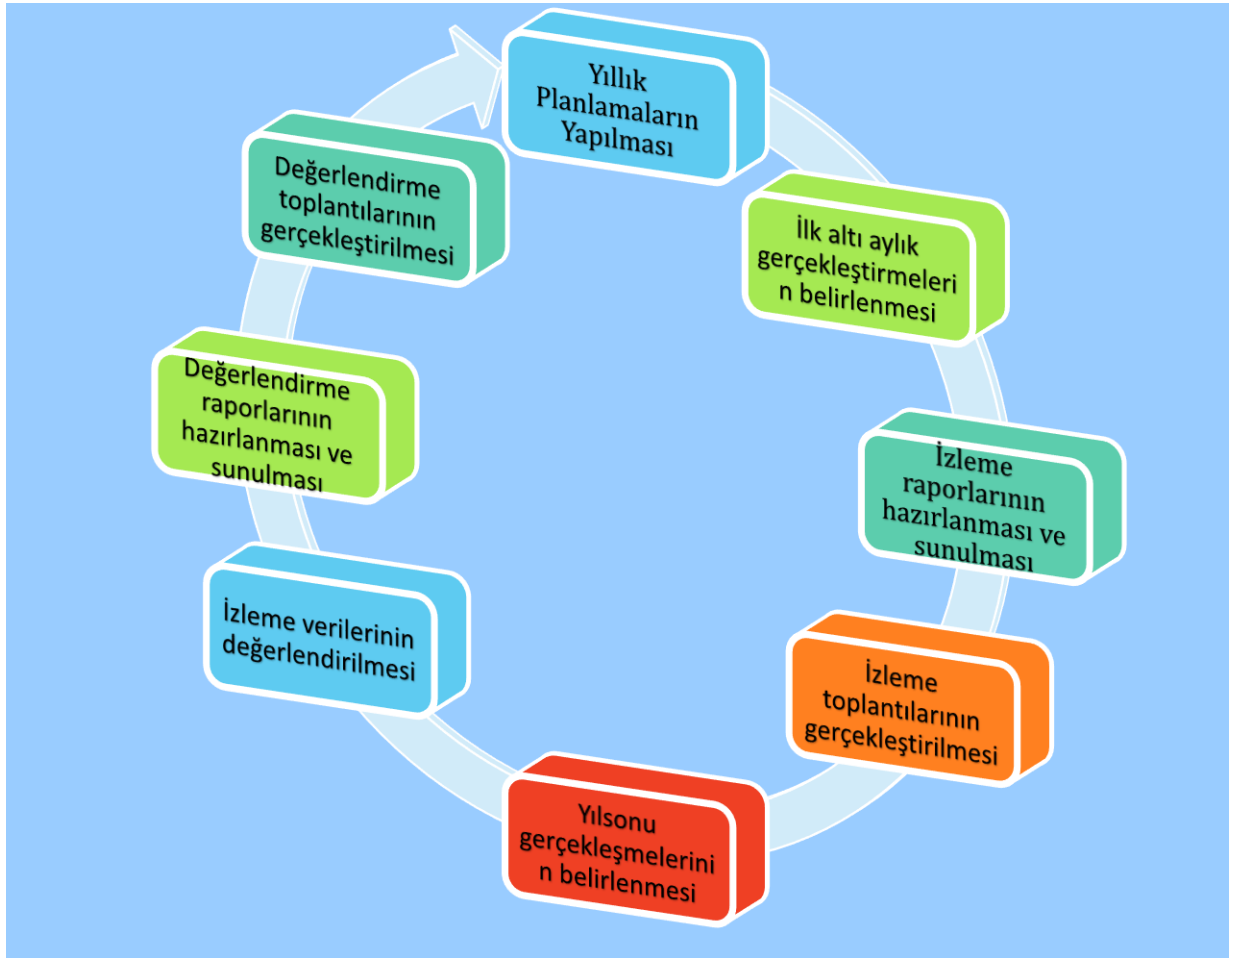 Yıllık
Planlamaların
Yapılması
İlk altı aylık
gerçekleştirmeleri
n belirlenmesi
İzleme
raporlarının
hazırlanması ve
sunulması
İzleme
toplantılarının
gerçekleştirilmesi
Yılsonu
gerçekleşmelerini
n belirlenmesi
İzleme verilerinin
değerlendirilmesi
Değerlendirme
raporlarının
hazırlanması ve
sunulması
Değerlendirme
toplantılarının
gerçekleştirilmesi